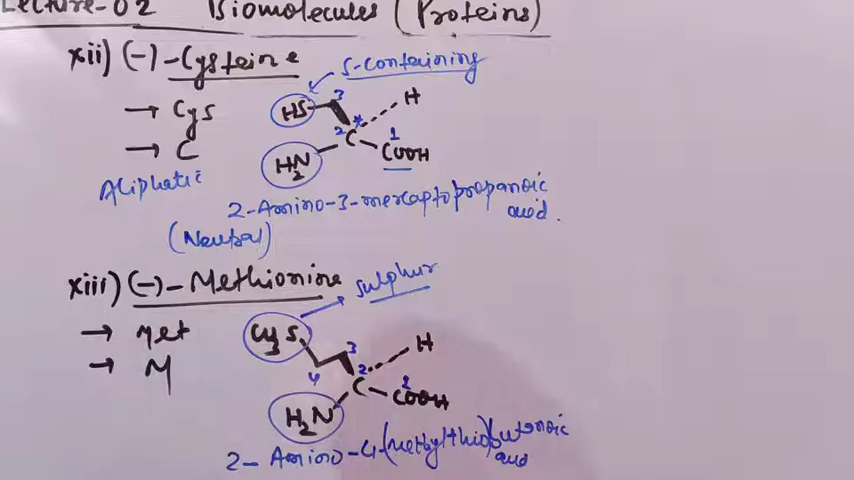 Lecture-02 Biomolecules (Proteins)
xii) (-)-Cysteine
S-containing
→ Cys
→ C
Aliphatic
HS 3 H
2 * C 1 COOH
H2N
2-Amino-3-mercaptopropanoic
acid.
(Neutral)
xiii) (-)-Methionine
sulphur
→ Met
→ M
CH3S 3 H
4 2 C 1 COOH
H2N
2-Amino-4-(methylthio)butanoic
acid